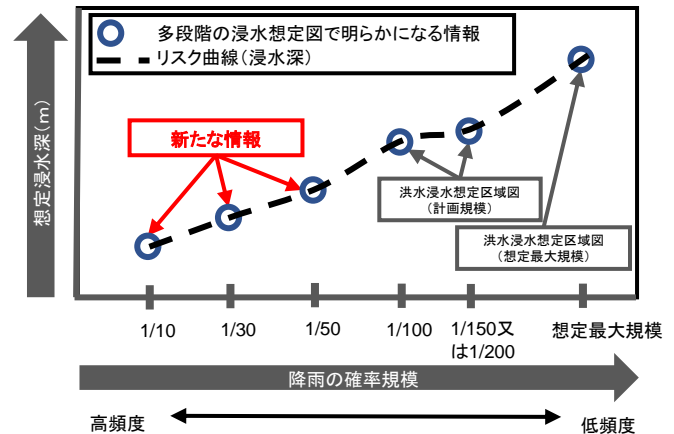 多段階の浸水想定図で明らかになる情報
リスク曲線（浸水深）
想定浸水深（m）
新たな情報
洪水浸水想定区域図
（計画規模）
洪水浸水想定区域図
（想定最大規模）
1/10
1/30
1/50
1/100
1/150又
は1/200
想定最大規模
降雨の確率規模
高頻度
低頻度